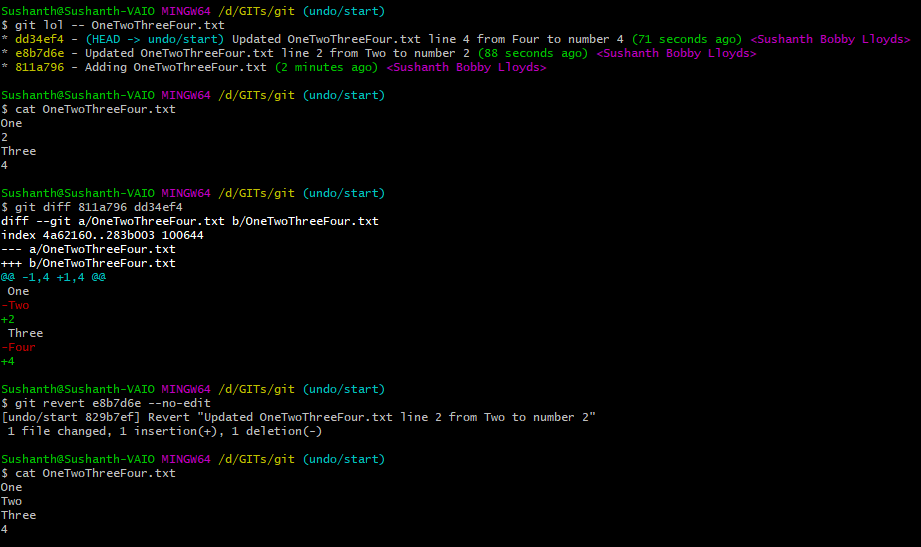 Sushanth@Sushanth-VAIO MINGW64 /d/GITs/git (undo/start)
$ git lol -- OneTwoThreeFour.txt
* dd34ef4 - (HEAD -> undo/start) Updated OneTwoThreeFour.txt line 4 from Four to number 4 (71 seconds ago) <Sushanth Bobby Lloyds>
* e8b7d6e - Updated OneTwoThreeFour.txt line 2 from Two to number 2 (88 seconds ago) <Sushanth Bobby Lloyds>
* 811a796 - Adding OneTwoThreeFour.txt (2 minutes ago) <Sushanth Bobby Lloyds>
Sushanth@Sushanth-VAIO MINGW64 /d/GITs/git (undo/start)
$ cat OneTwoThreeFour.txt
One
2
Three
4
Sushanth@Sushanth-VAIO MINGW64 /d/GITs/git (undo/start)
$ git diff 811a796 dd34ef4
diff --git a/OneTwoThreeFour.txt b/OneTwoThreeFour.txt
index 4a62160..283b003 100644
--- a/OneTwoThreeFour.txt
+++ b/OneTwoThreeFour.txt
@@ -1,4 +1,4 @@
 One
-Two
+2
 Three
-Four
+4
Sushanth@Sushanth-VAIO MINGW64 /d/GITs/git (undo/start)
$ git revert e8b7d6e --no-edit
[undo/start 829b7ef] Revert "Updated OneTwoThreeFour.txt line 2 from Two to number 2"
 1 file changed, 1 insertion(+), 1 deletion(-)
Sushanth@Sushanth-VAIO MINGW64 /d/GITs/git (undo/start)
$ cat OneTwoThreeFour.txt
One
Two
Three
4